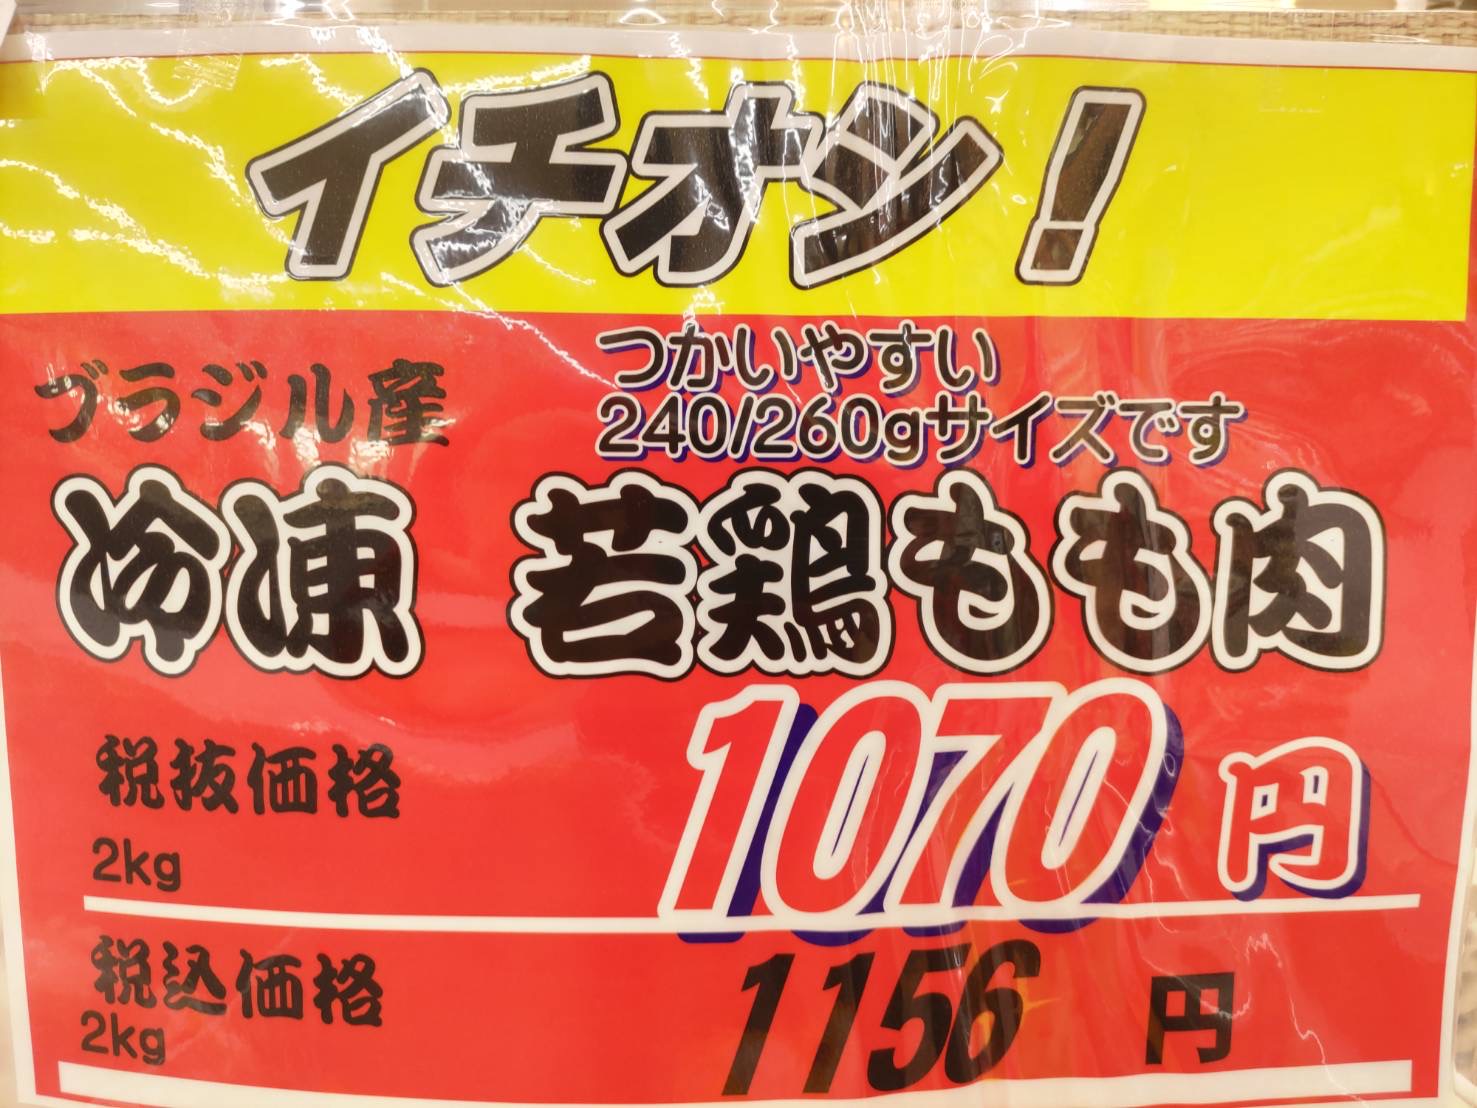 イチオシ!
つかいやすい
ブラジル産 240/260gサイズです
冷凍 若鶏もも肉
税抜価格 1070円
2kg
税込価格 1156円
2kg